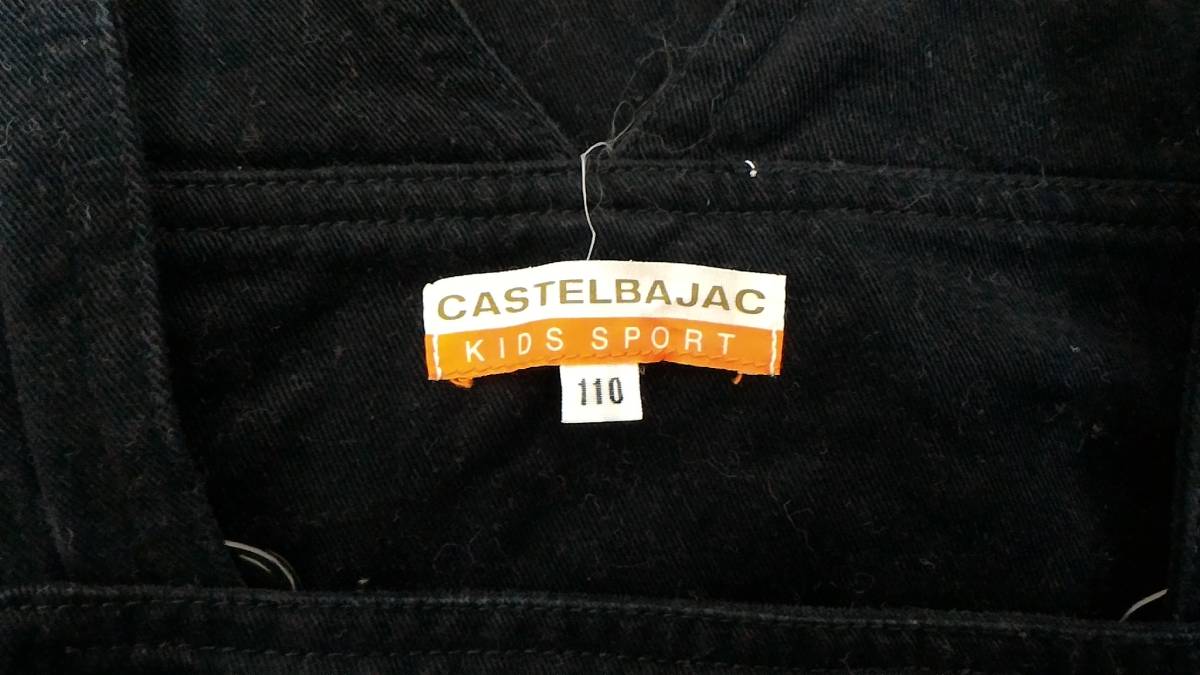 CASTELBAJAC
KIDS SPORT
110